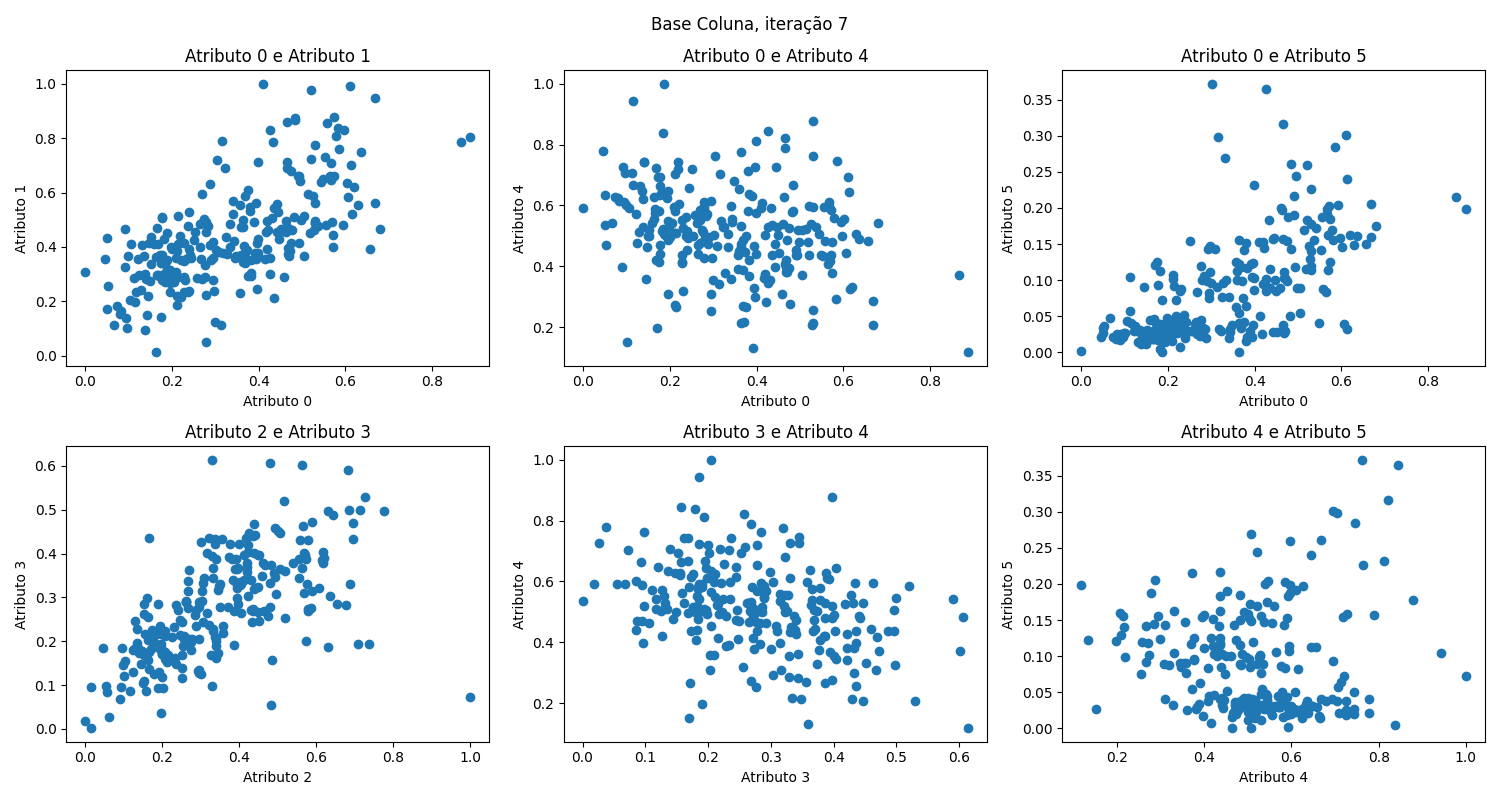 Base Coluna, iteração 7
Atributo 0 e Atributo 1
Atributo 1
1.0
0.8
0.6
0.4
0.2
0.0
0.0 0.2 0.4 0.6 0.8
Atributo 0
Atributo 0 e Atributo 4
Atributo 4
1.0
0.8
0.6
0.4
0.2
0.0 0.2 0.4 0.6 0.8
Atributo 0
Atributo 0 e Atributo 5
Atributo 5
0.35
0.30
0.25
0.20
0.15
0.10
0.05
0.00
0.0 0.2 0.4 0.6 0.8
Atributo 0
Atributo 2 e Atributo 3
Atributo 3
0.6
0.5
0.4
0.3
0.2
0.1
0.0
0.0 0.2 0.4 0.6 0.8 1.0
Atributo 2
Atributo 3 e Atributo 4
Atributo 4
1.0
0.8
0.6
0.4
0.2
0.0 0.1 0.2 0.3 0.4 0.5 0.6
Atributo 3
Atributo 4 e Atributo 5
Atributo 5
0.35
0.30
0.25
0.20
0.15
0.10
0.05
0.00
0.2 0.4 0.6 0.8 1.0
Atributo 4